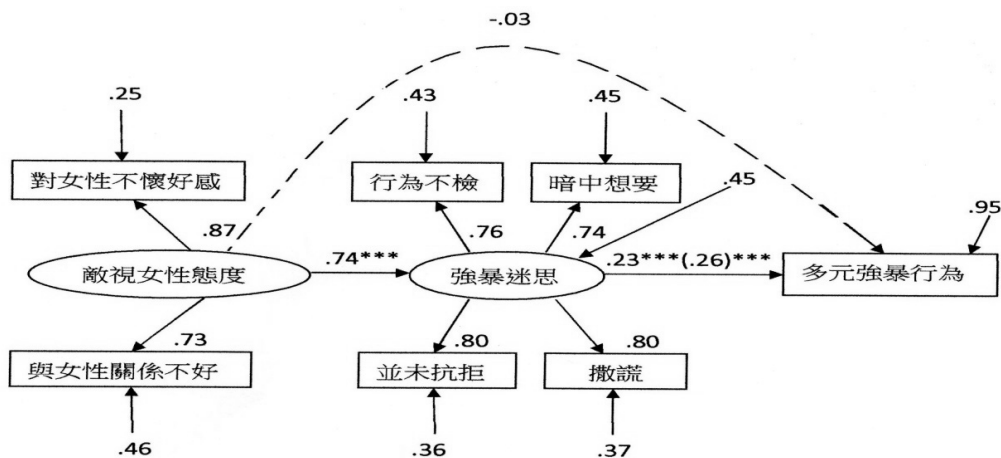 -.03
.25
.43
.45
對女性不懷好感
行為不檢
暗中想要
.45
.95
.87
.76
.74
敵視女性態度
.74***
強暴迷思
.23***(.26)***
多元強暴行為
.73
.80
.80
與女性關係不好
並未抗拒
撒謊
.46
.36
.37